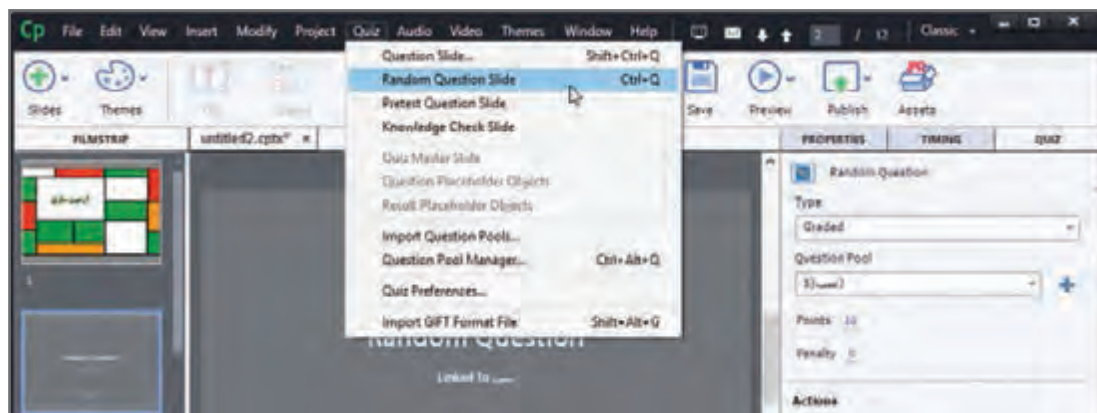 Cp File Edit View Insert Modify Project Quiz Audio Video Themes Window Help 2 / Classic
Slides Themes Save Preview Publish Assets
FILMSTRIP untitled2.cptx* × PROPERTIES TIMING QUIZ
Question Slide... Shift+Ctrl+Q
Random Question Slide Ctrl+Q
Pretest Question Slide
Knowledge Check Slide
Quiz Master Slide
Question Placeholder Objects
Result Placeholder Objects
Import Question Pools...
Question Pool Manager... Ctrl+Alt+Q
Quiz Preferences...
Import GIFT Format File Shift+Alt+G
Random Question
Linked To
1
Random Question
Type
Graded
Question Pool
Points 10
Penalty 0
Actions